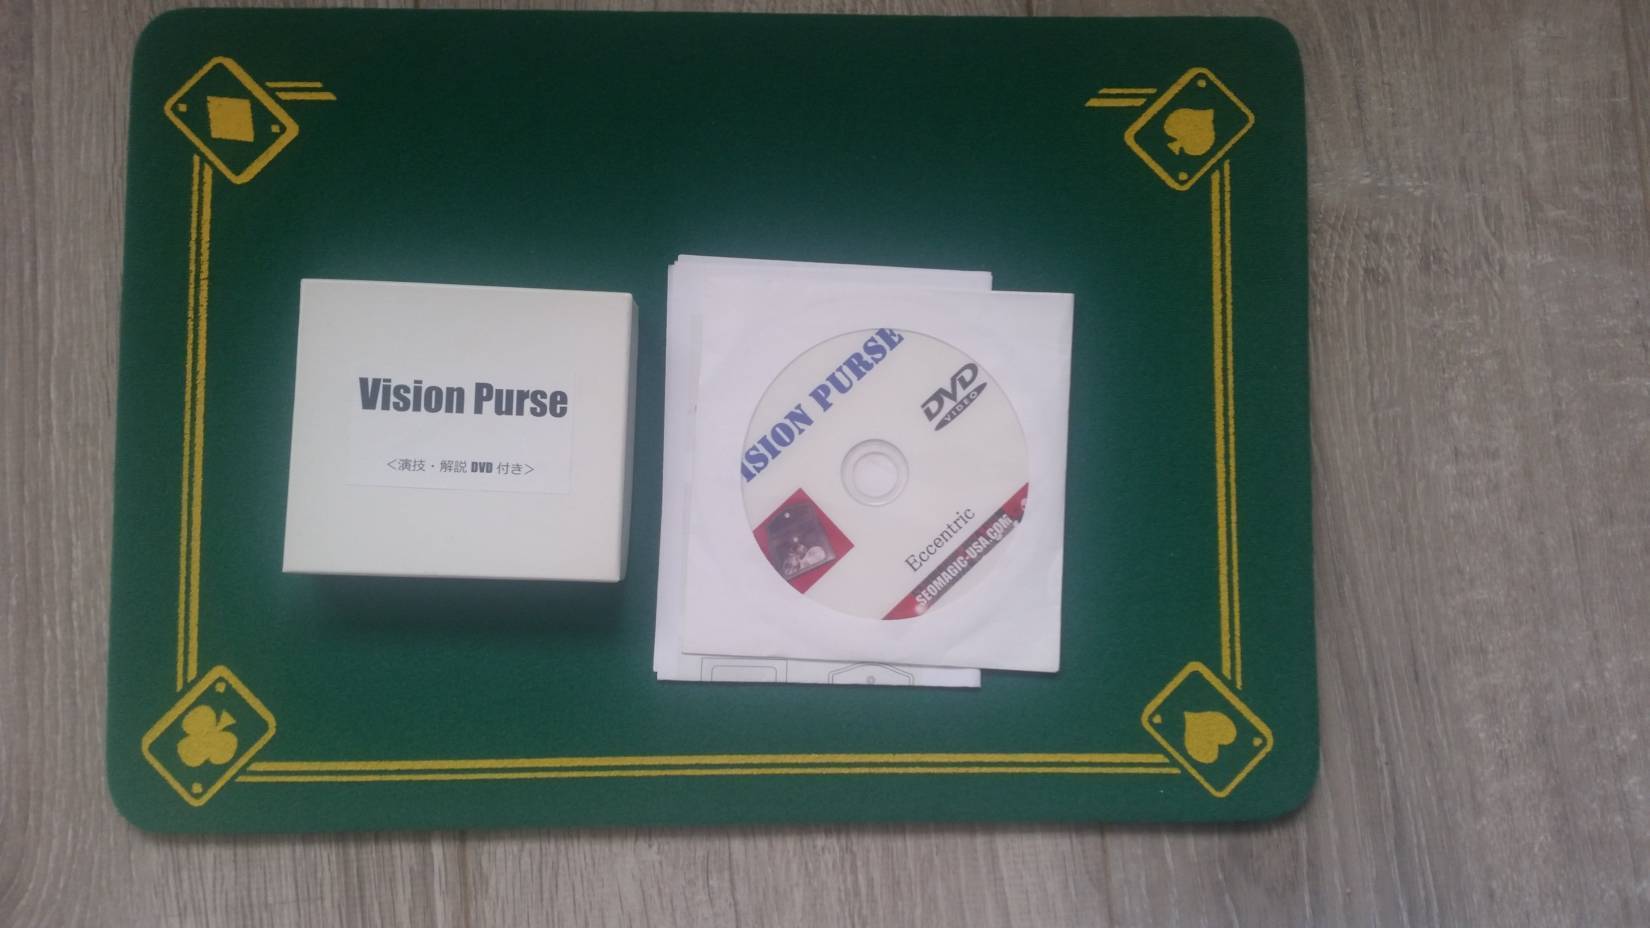 Vision Purse
＜演技・解説 DVD 付き＞
ISION PURSE
DVD
VIDEO
Eccentric
SEOMAGIC-USA.COM